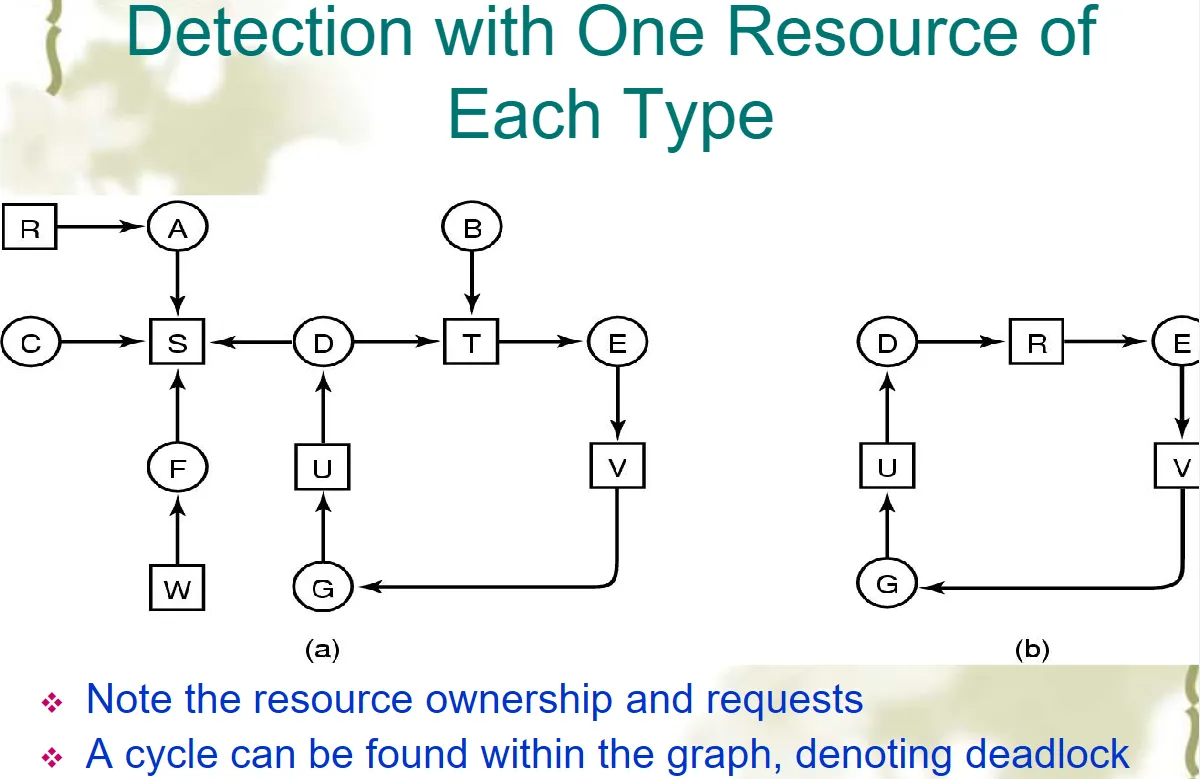 Detection with One Resource of
Each Type
R A B
C S D T E D R E
F U V U V
W G G
(a) (b)
Note the resource ownership and requests
A cycle can be found within the graph, denoting deadlock